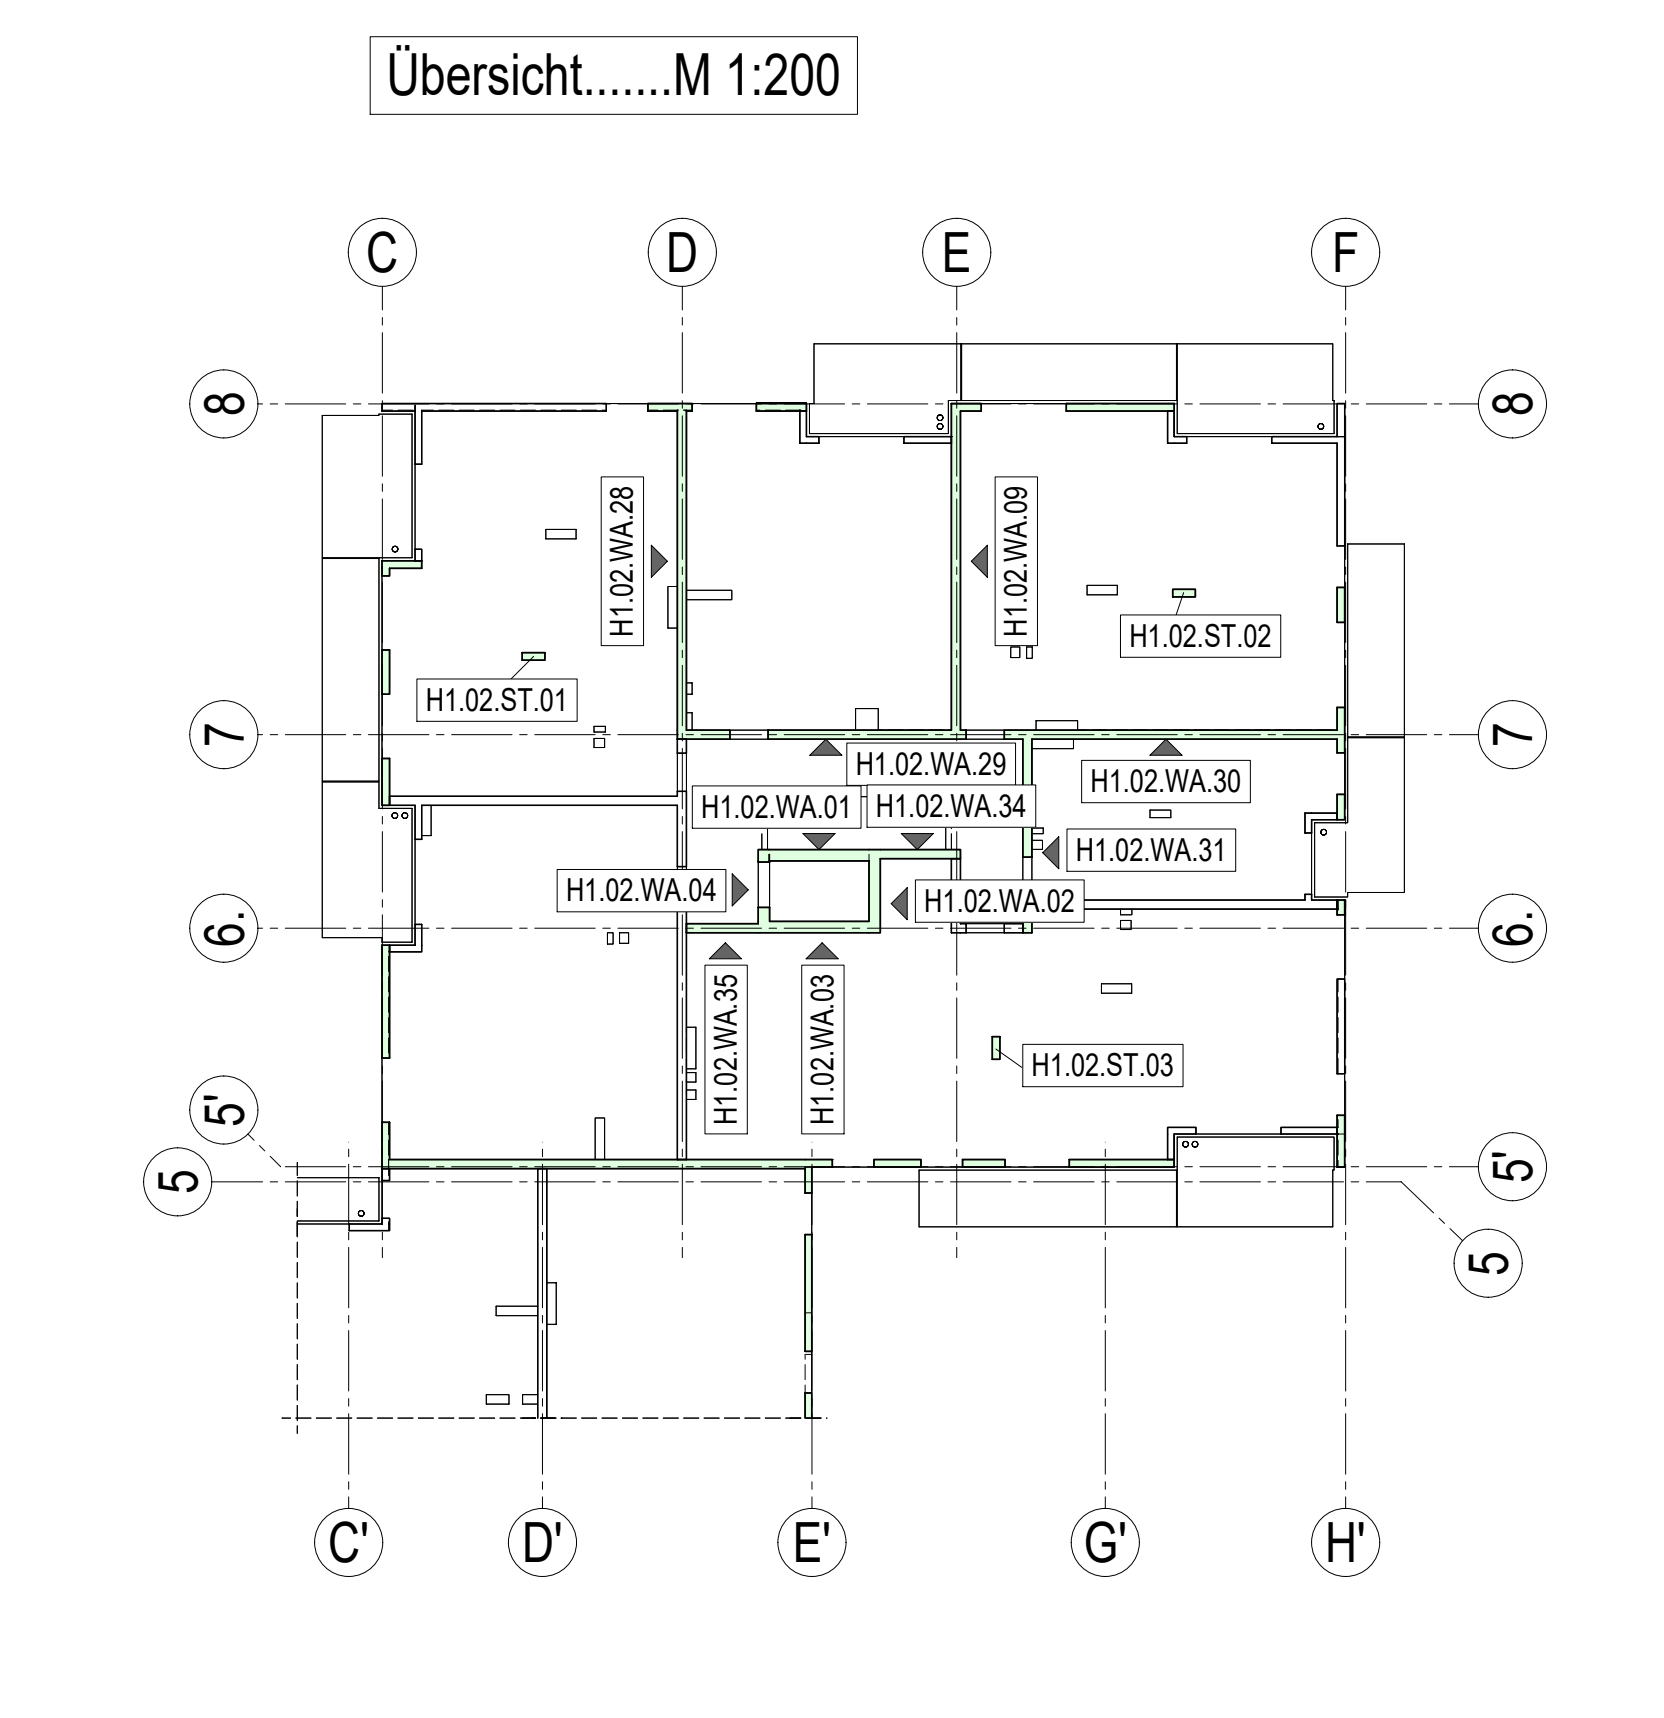 Übersicht.......M 1:200
C
D
E
F
8
8
H1.02.WA.28
H1.02.WA.09
H1.02.ST.02
H1.02.ST.01
7
7
H1.02.WA.29
H1.02.WA.30
H1.02.WA.01
H1.02.WA.34
H1.02.WA.31
H1.02.WA.04
H1.02.WA.02
6.
6.
H1.02.WA.35
H1.02.WA.03
H1.02.ST.03
5'
5'
5
5
C'
D'
E'
G'
H'